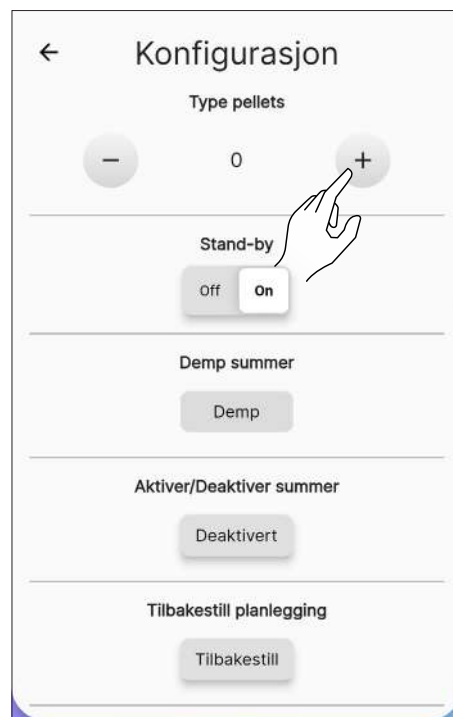 ← Konfigurasjon
Type pellets
− 0 +
Stand-by
Off On
Demp summer
Demp
Aktiver/Deaktiver summer
Deaktivert
Tilbakestill planlegging
Tilbakestill